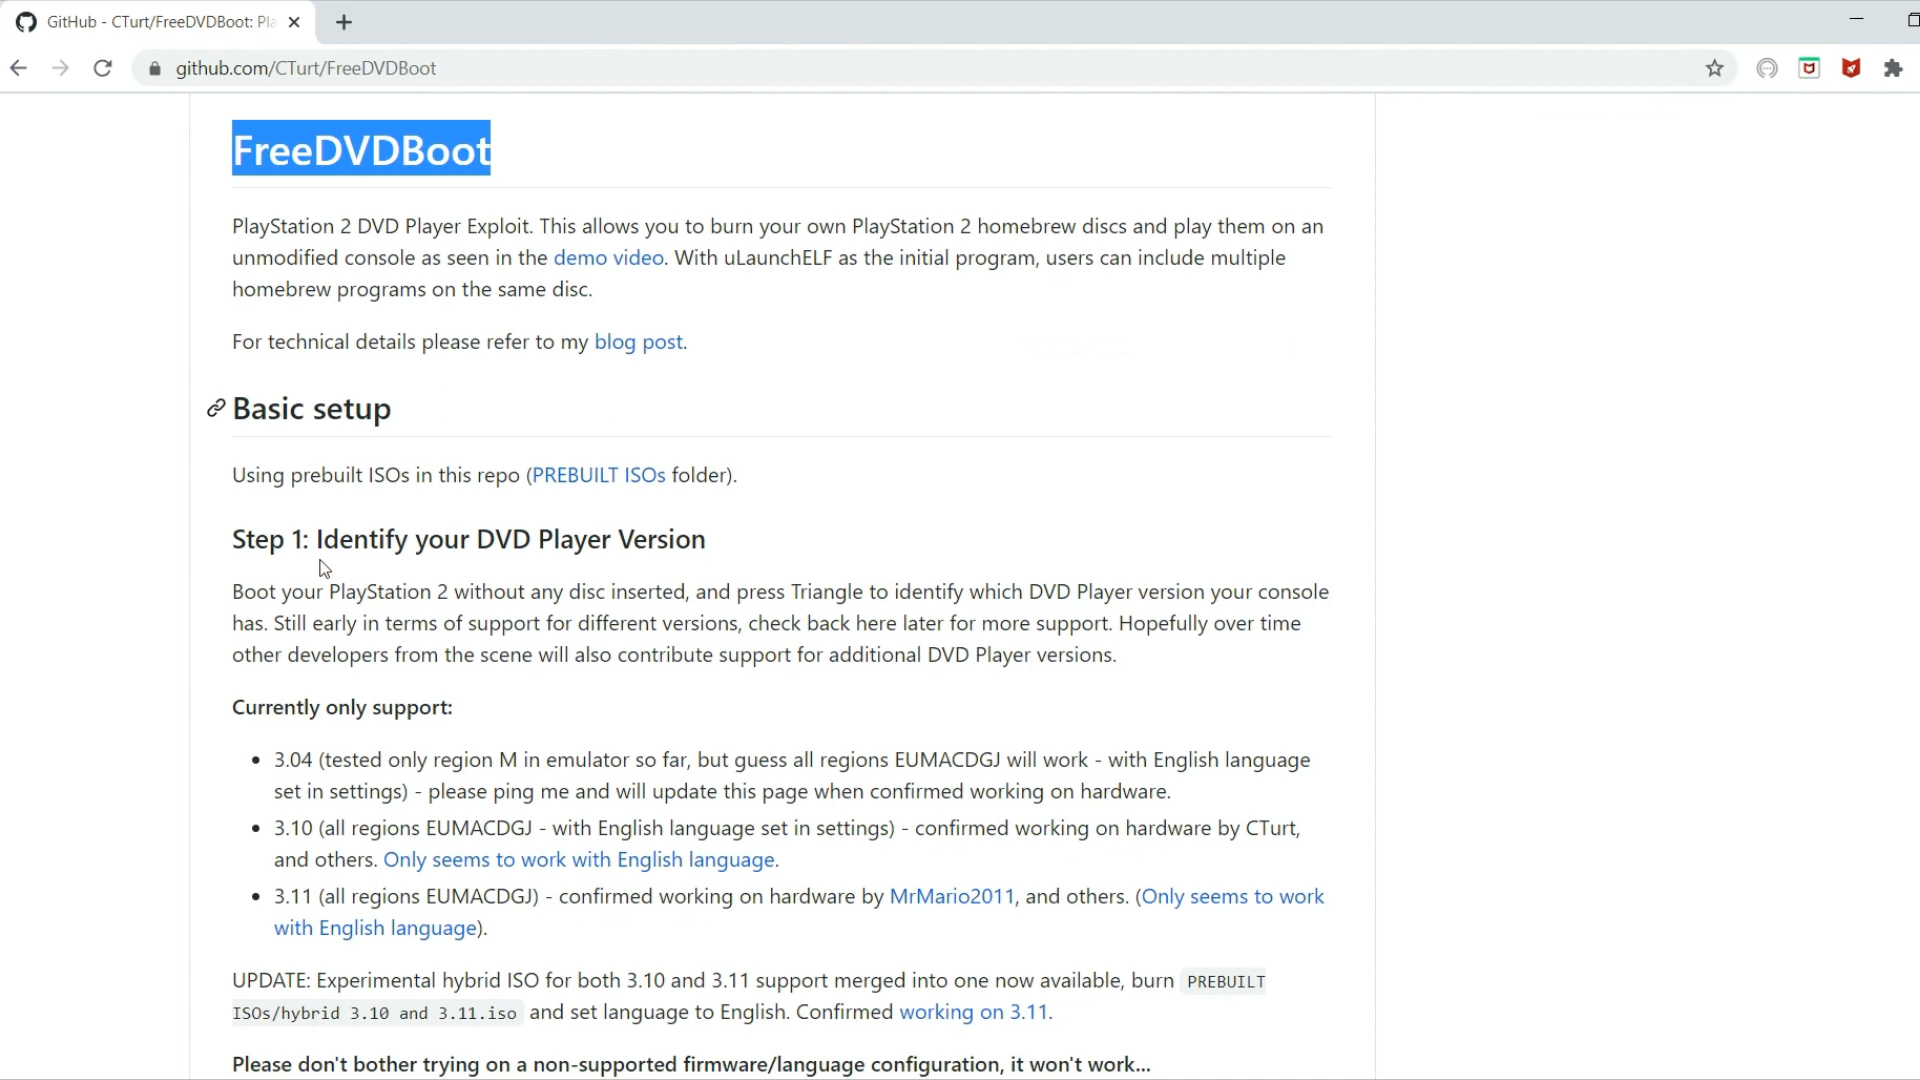 GitHub - CTurt/FreeDVDBoot: Pla
github.com/CTurt/FreeDVDBoot
FreeDVDBoot
PlayStation 2 DVD Player Exploit. This allows you to burn your own PlayStation 2 homebrew discs and play them on an
unmodified console as seen in the demo video. With uLaunchELF as the initial program, users can include multiple
homebrew programs on the same disc.
For technical details please refer to my blog post.
Basic setup
Using prebuilt ISOs in this repo (PREBUILT ISOs folder).
Step 1: Identify your DVD Player Version
Boot your PlayStation 2 without any disc inserted, and press Triangle to identify which DVD Player version your console
has. Still early in terms of support for different versions, check back here later for more support. Hopefully over time
other developers from the scene will also contribute support for additional DVD Player versions.
Currently only support:
• 3.04 (tested only region M in emulator so far, but guess all regions EUMACDGJ will work - with English language
set in settings) - please ping me and will update this page when confirmed working on hardware.
• 3.10 (all regions EUMACDGJ - with English language set in settings) - confirmed working on hardware by CTurt,
and others. Only seems to work with English language.
• 3.11 (all regions EUMACDGJ) - confirmed working on hardware by MrMario2011, and others. (Only seems to work
with English language).
UPDATE: Experimental hybrid ISO for both 3.10 and 3.11 support merged into one now available, burn PREBUILT
ISOs/hybrid 3.10 and 3.11.iso and set language to English. Confirmed working on 3.11.
Please don't bother trying on a non-supported firmware/language configuration, it won't work...